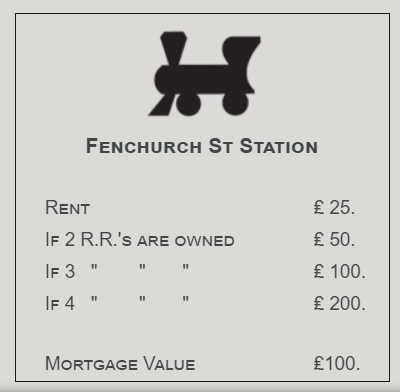 Fenchurch St Station
Rent ₤ 25.
If 2 R.R.'s are owned ₤ 50.
If 3 " " " ₤ 100.
If 4 " " " ₤ 200.
Mortgage Value ₤100.